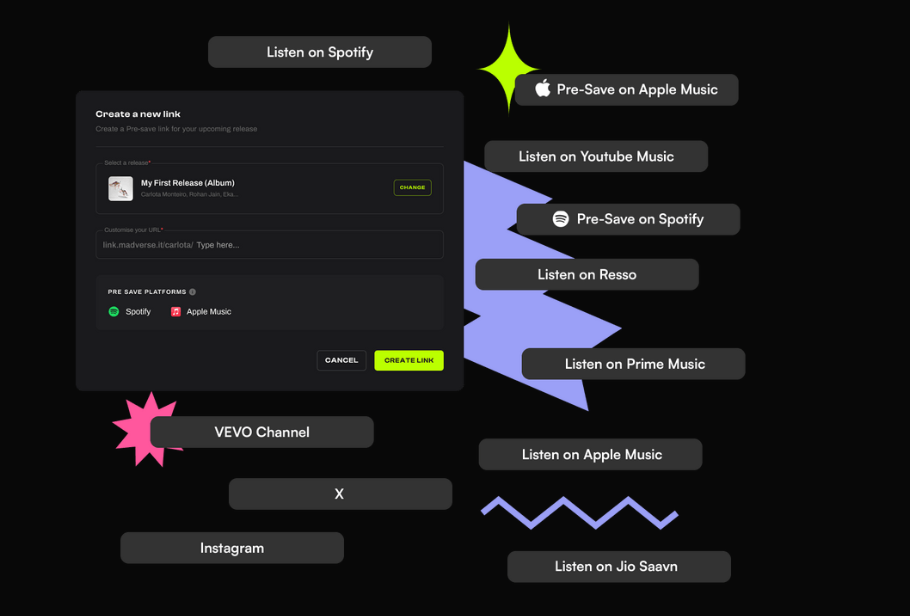 Listen on Spotify
Pre-Save on Apple Music
Create a new link
Create a Pre-save link for your upcoming release
Listen on Youtube Music
Select a release*
My First Release (Album)
Carlota Montano, Rohan Jain, Dia...
CHANGE
Pre-Save on Spotify
Customise your URL*
link.madverse.it/carlota/ Type here...
Listen on Resso
PRE SAVE PLATFORMS
Spotify Apple Music
CANCEL CREATE LINK
Listen on Prime Music
VEVO Channel
Listen on Apple Music
X
Instagram
Listen on Jio Saavn